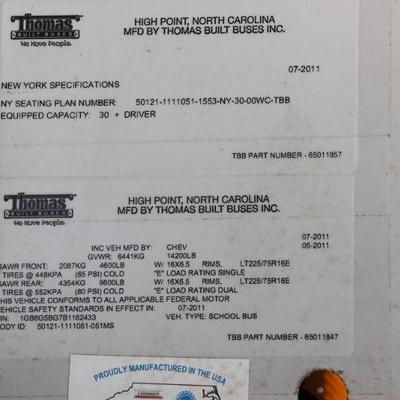 Thomas
BUILT BUSES
We Move People.
HIGH POINT, NORTH CAROLINA
MFD BY THOMAS BUILT BUSES INC.
07-2011
NEW YORK SPECIFICATIONS
NY SEATING PLAN NUMBER: 50121-1111051-1553-NY-30-00WC-TBB
EQUIPPED CAPACITY: 30 + DRIVER
TBB PART NUMBER - 65011857
Thomas
BUILT BUSES
We Move People.
HIGH POINT, NORTH CAROLINA
MFD BY THOMAS BUILT BUSES INC.
07-2011
INC VEH MFD BY: CHEV 05-2011
GVWR: 6441KG 14200LB
GAWR FRONT: 2087KG 4600LB W/ 16X6.5 RIMS, LT225/75R16E
TIRES @ 448KPA (65 PSI) COLD "E" LOAD RATING SINGLE
GAWR REAR: 4354KG 9600LB W/ 16X6.5 RIMS, LT225/75R16E
TIRES @ 552KPA (80 PSI) COLD "E" LOAD RATING DUAL
THIS VEHICLE CONFORMS TO ALL APPLICABLE FEDERAL MOTOR
VEHICLE SAFETY STANDARDS IN EFFECT IN: 07-2011
IN: 1GB6G5BG7B1162433 VEH. TYPE: SCHOOL BUS
ODY ID: 50121-1111051-051MS
TBB PART NUMBER - 65011847
PROUDLY MANUFACTURED IN THE USA